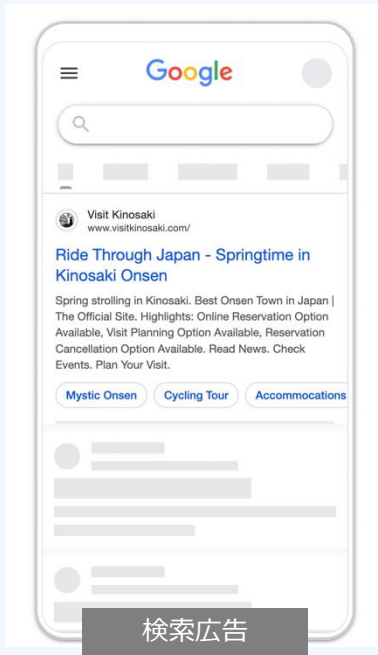 Google
Visit Kinosaki
www.visitkinosaki.com/
Ride Through Japan - Springtime in
Kinosaki Onsen
Spring strolling in Kinosaki. Best Onsen Town in Japan |
The Official Site. Highlights: Online Reservation Option
Available, Visit Planning Option Available, Reservation
Cancellation Option Available. Read News. Check
Events. Plan Your Visit.
Mystic Onsen Cycling Tour Accommocations
検索広告